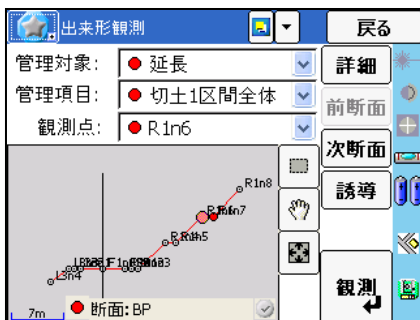 出来形観測
戻る
管理対象: 延長
詳細
管理項目: 切土1区間全体
前断面
観測点: R1n6
次断面
誘導
R1n8
L3n4
7m
断面:BP
観測